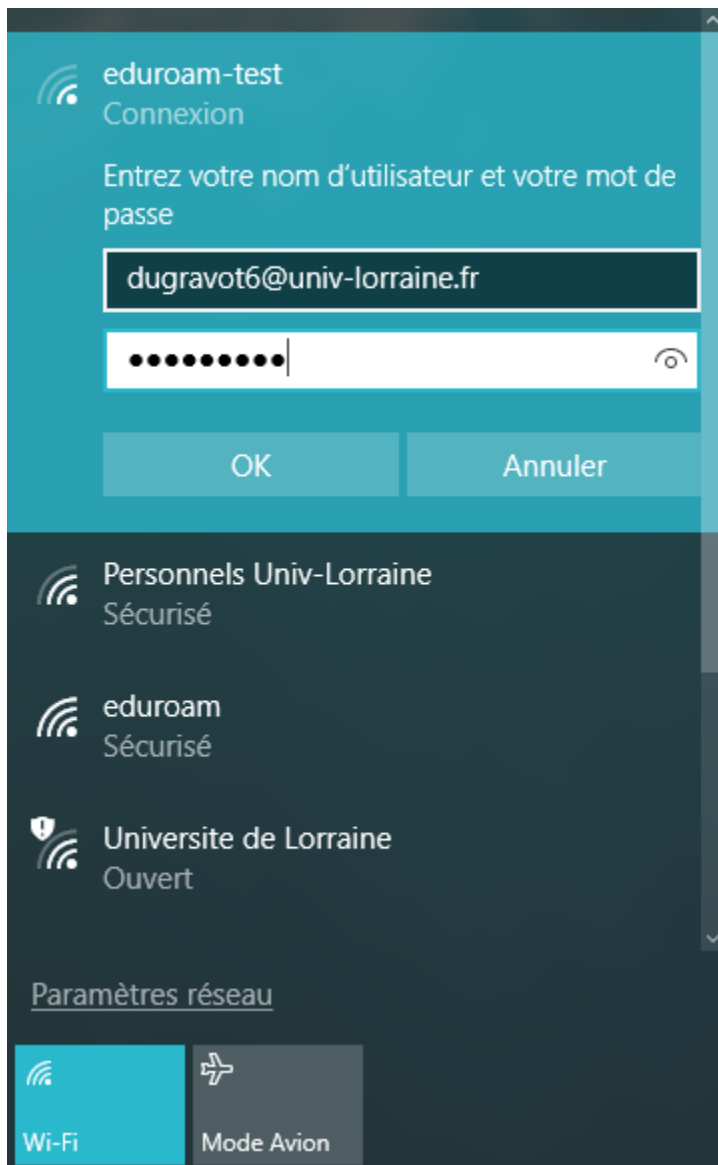 eduroam-test
Connexion
Entrez votre nom d’utilisateur et votre mot de
passe
dugravot6@univ-lorraine.fr
●●●●●●●●●
OK Annuler
Personnels Univ-Lorraine
Sécurisé
eduroam
Sécurisé
Universite de Lorraine
Ouvert
Paramètres réseau
Wi-Fi Mode Avion